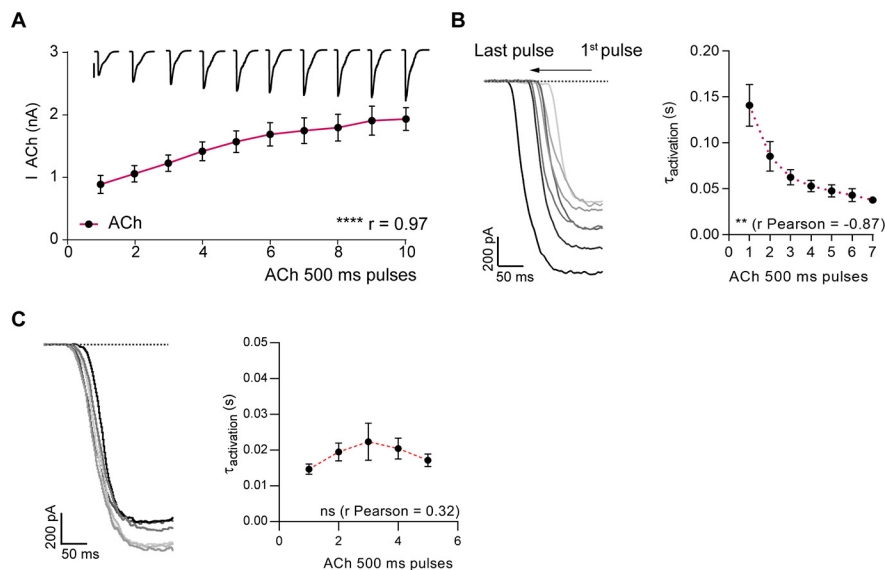 A
3
2
1
0
I ACh (nA)
ACh
**** r = 0.97
0 2 4 6 8 10
ACh 500 ms pulses
B
Last pulse 1st pulse
200 pA
50 ms
0.20
0.15
0.10
0.05
0.00
τactivation (s)
** (r Pearson = -0.87)
0 1 2 3 4 5 6 7
ACh 500 ms pulses
C
200 pA
50 ms
0.05
0.04
0.03
0.02
0.01
0.00
τactivation (s)
ns (r Pearson = 0.32)
0 2 4 6
ACh 500 ms pulses